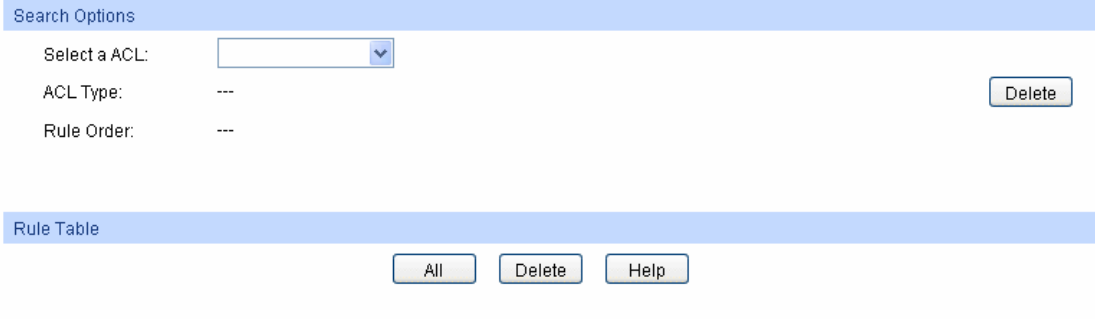 Search Options
Select a ACL:
ACL Type: ---
Delete
Rule Order: ---
Rule Table
All Delete Help